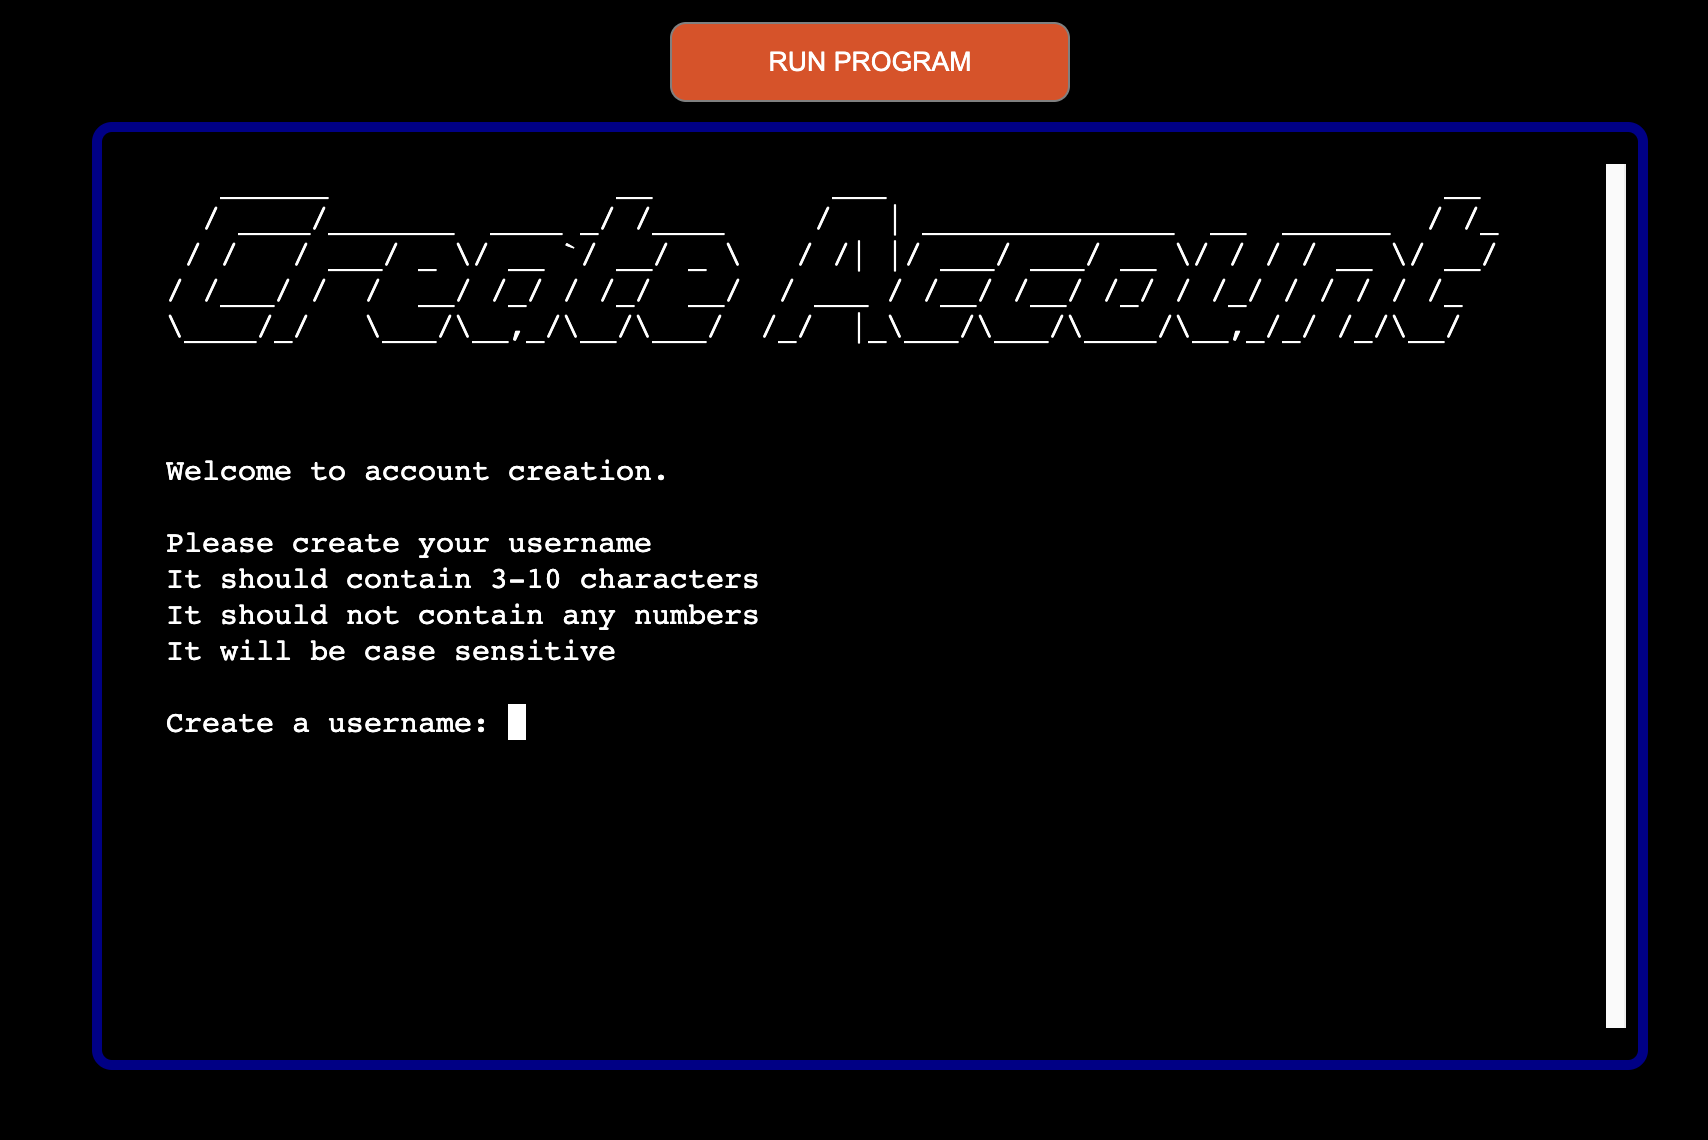 RUN PROGRAM
Create Account
Welcome to account creation.
Please create your username
It should contain 3-10 characters
It should not contain any numbers
It will be case sensitive
Create a username: